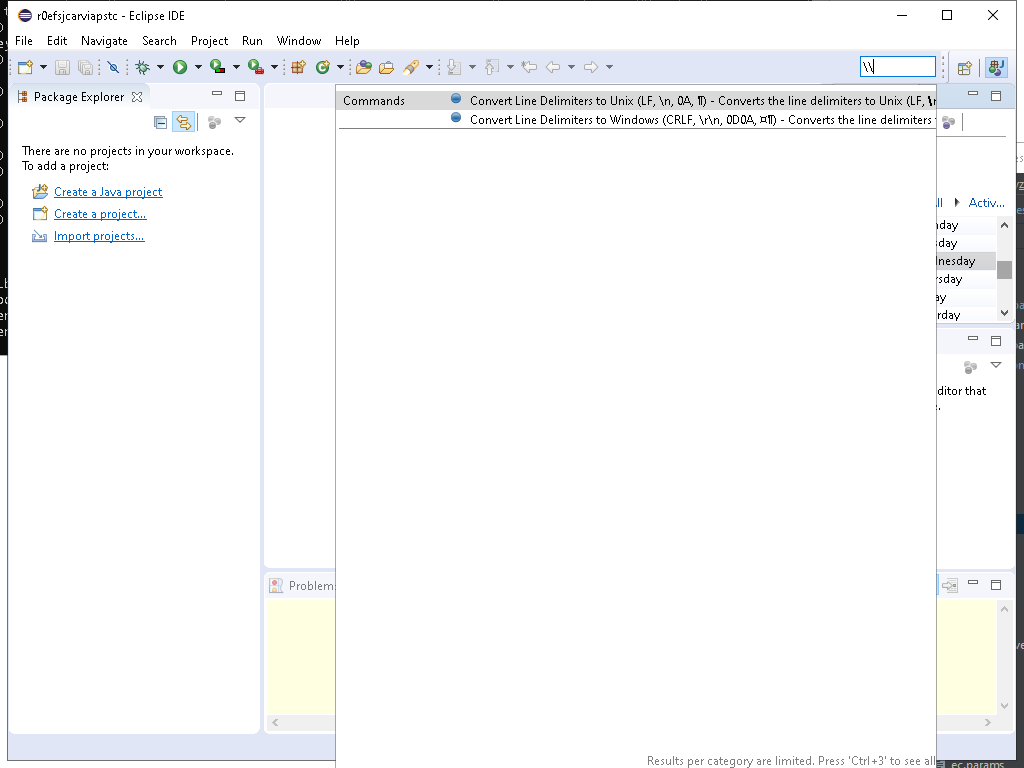 r0efsjcarviapstc - Eclipse IDE
File Edit Navigate Search Project Run Window Help
\\
Package Explorer
There are no projects in your workspace.
To add a project:
Create a Java project
Create a project...
Import projects...
Commands
Convert Line Delimiters to Unix (LF, \n, 0A, ¶) - Converts the line delimiters to Unix (LF, \n
Convert Line Delimiters to Windows (CRLF, \r\n, 0D0A, ¤¶) - Converts the line delimiters
Activ...
nday
sday
nesday
rsday
ay
rday
ditor that
Problem
Results per category are limited. Press 'Ctrl+3' to see all
ec.params